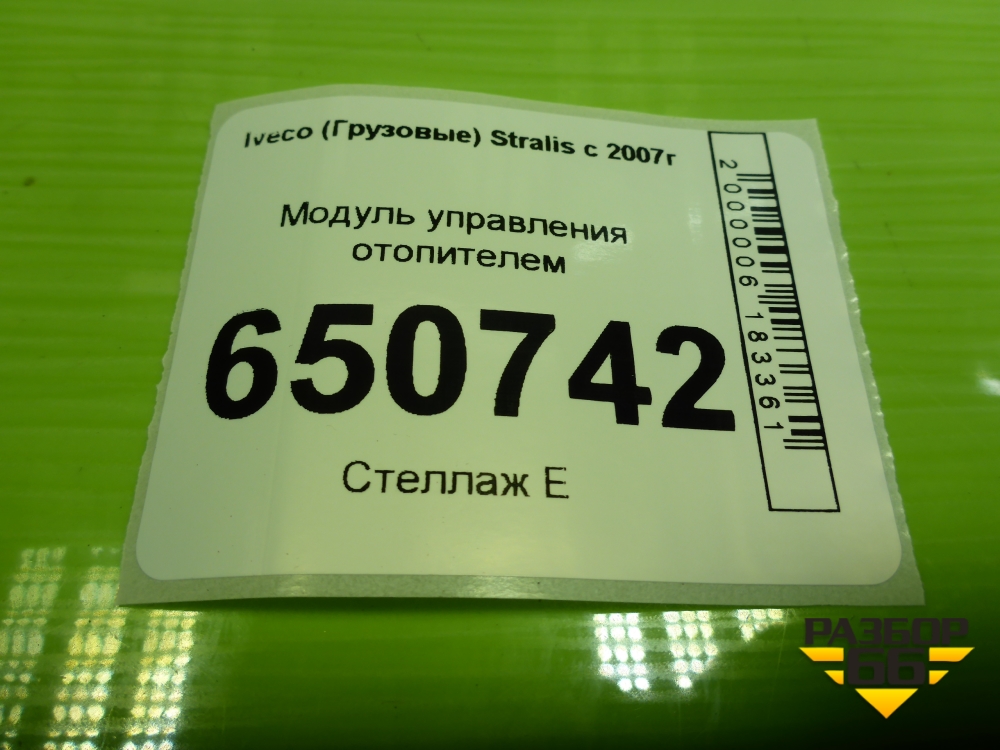 Iveco (Грузовые) Stralis с 2007г
Модуль управления
отопителем
650742
Стеллаж Е
2000006183361
РАЗБОР
66